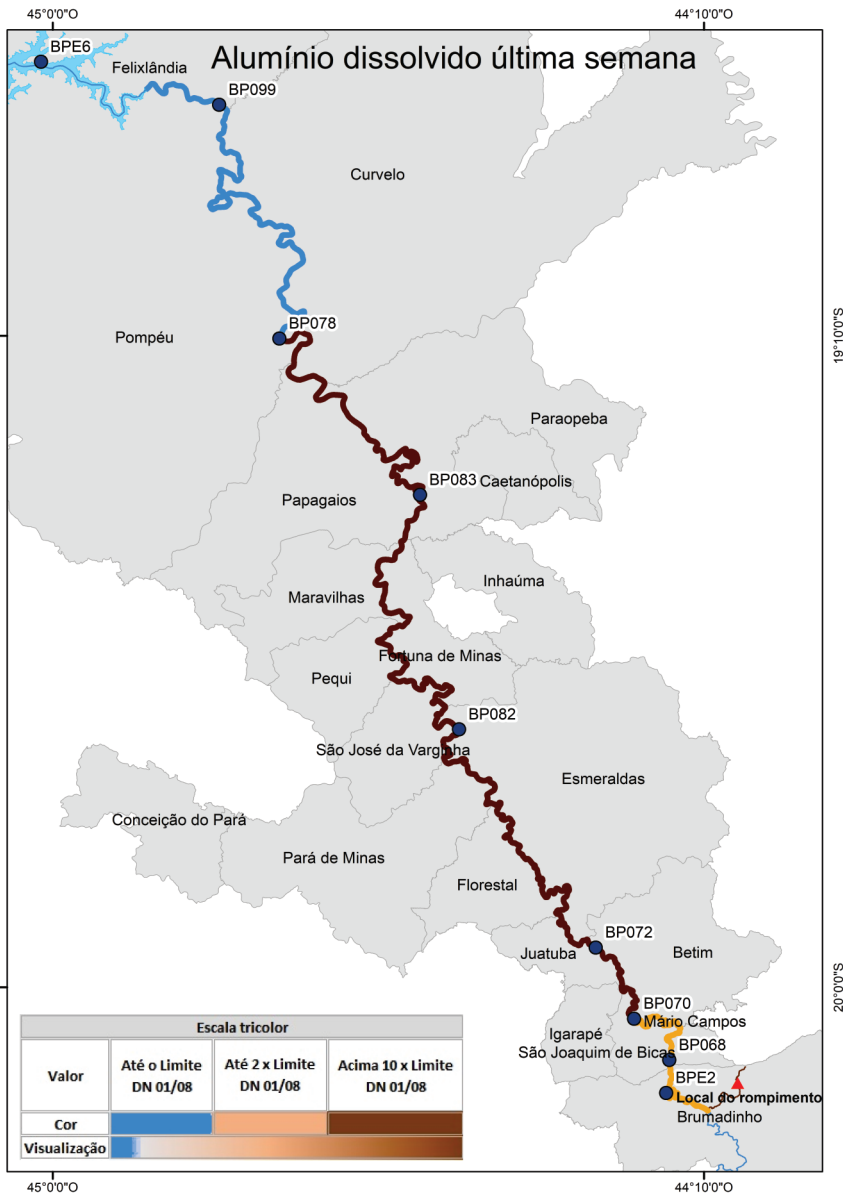 45°0'0"O
44°10'0"O
Alumínio dissolvido última semana
BPE6
Felixlândia
BP099
Curvelo
BP078
Pompéu
19°10'0"S
Paraopeba
BP083
Caetanópolis
Papagaios
Inhaúma
Maravilhas
Fortuna de Minas
Pequi
BP082
São José da Varginha
Esmeraldas
Conceição do Pará
Pará de Minas
Florestal
BP072
Juatuba
Betim
20°0'0"S
BP070
Mário Campos
Igarapé
São Joaquim de Bicas
BP068
BPE2
Local do rompimento
Brumadinho
Escala tricolor
Valor
Até o Limite
DN 01/08
Até 2 x Limite
DN 01/08
Acima 10 x Limite
DN 01/08
Cor
Visualização
45°0'0"O
44°10'0"O